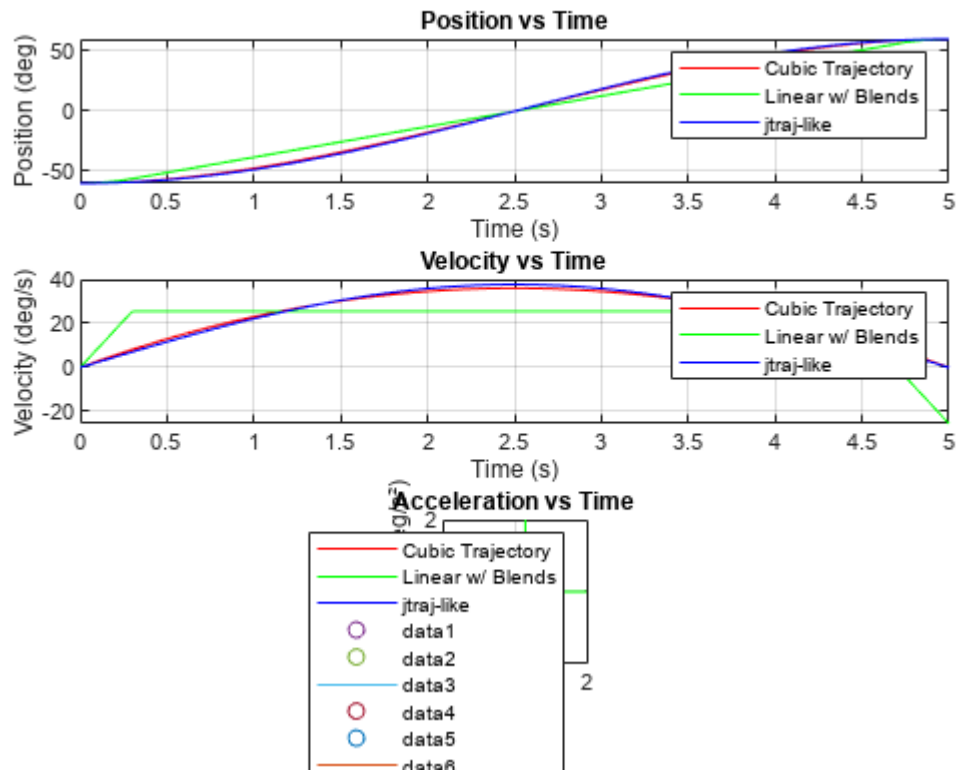 Position vs Time
Position (deg)
50
0
-50
Cubic Trajectory
Linear w/ Blends
jtraj-like
0 0.5 1 1.5 2 2.5 3 3.5 4 4.5 5
Time (s)
Velocity vs Time
Velocity (deg/s)
40
20
0
-20
Cubic Trajectory
Linear w/ Blends
jtraj-like
0 0.5 1 1.5 2 2.5 3 3.5 4 4.5 5
Time (s)
Acceleration vs Time
2
Cubic Trajectory
Linear w/ Blends
jtraj-like
data1
data2
data3
data4
data5
data6
2